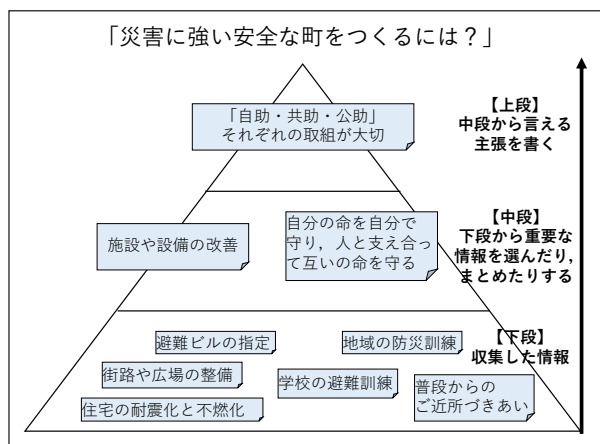 「災害に強い安全な町をつくるには？」
「自助・共助・公助」
それぞれの取組が大切
【上段】
中段から言える
主張を書く
施設や設備の改善
自分の命を自分で
守り，人と支え合っ
て互いの命を守る
【中段】
下段から重要な
情報を選んだり，
まとめたりする
避難ビルの指定
地域の防災訓練
【下段】
収集した情報
街路や広場の整備
学校の避難訓練
普段からの
ご近所づきあい
住宅の耐震化と不燃化